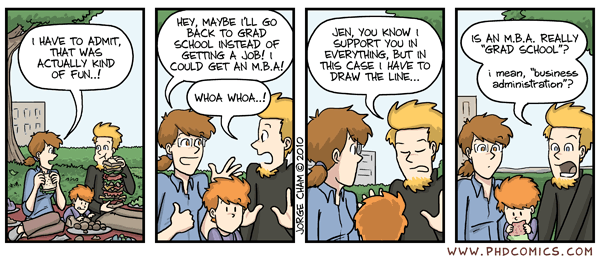 I HAVE TO ADMIT,
THAT WAS
ACTUALLY KIND
OF FUN..!
HEY, MAYBE I'LL GO
BACK TO GRAD
SCHOOL INSTEAD OF
GETTING A JOB! I
COULD GET AN M.B.A!
WHOA WHOA..!
JORGE CHAM © 2010
JEN, YOU KNOW I
SUPPORT YOU IN
EVERYTHING, BUT IN
THIS CASE I HAVE TO
DRAW THE LINE...
IS AN M.B.A. REALLY
"GRAD SCHOOL"?
i mean, "business
administration"?
WWW.PHDCOMICS.COM